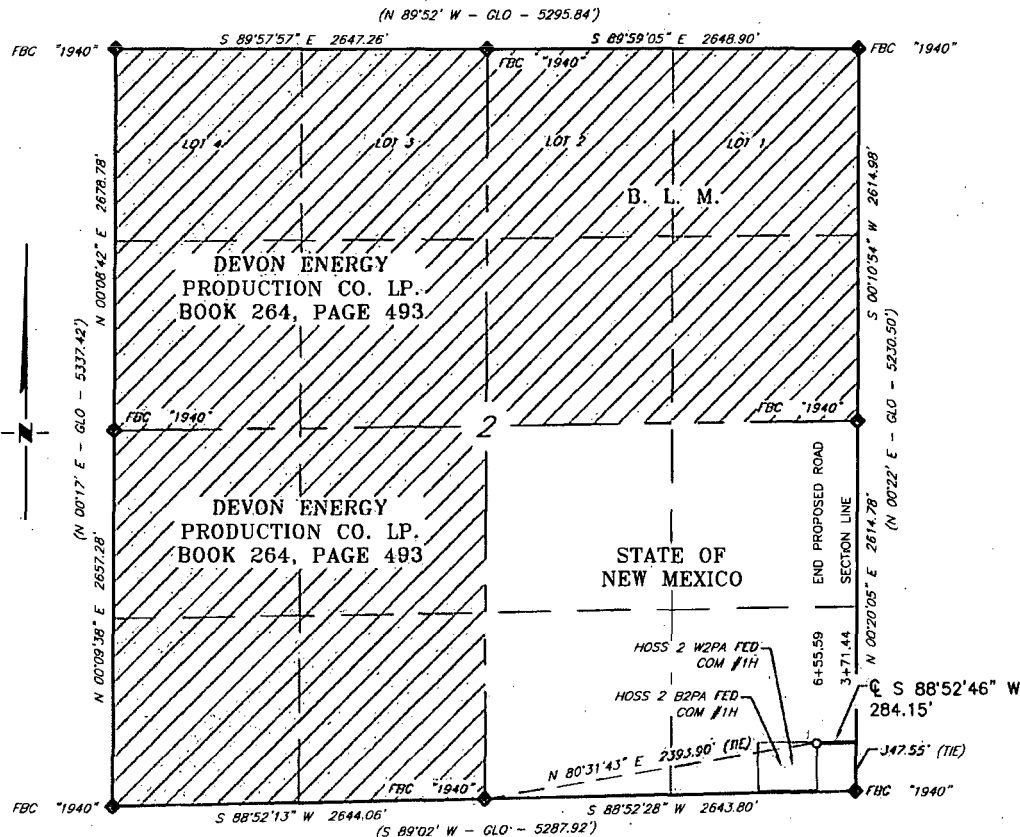 (N 89°52' W - GLO - 5295.84')
FBC "1940"
S 89°57'57" E 2647.26'
S 89°59'05" E 2648.90'
FBC "1940"
FBC "1940"
LOT 4
LOT 3
LOT 2
LOT 1
N 00°08'42" E 2678.78'
S 00°10'54" W 2614.98'
B. L. M.
DEVON ENERGY
PRODUCTION CO. LP.
BOOK 264, PAGE 493
(N 00°17' E - GLO - 5337.42')
(N 00°22' E - GLO - 5230.50')
FBC "1940"
FBC "1940"
2
N
DEVON ENERGY
PRODUCTION CO. LP.
BOOK 264, PAGE 493
STATE OF
NEW MEXICO
END PROPOSED ROAD
SECTION LINE
6+55.59
3+71.44
N 00°09'38" E 2657.28'
N 00°20'05" E 2614.78'
HOSS 2 W2PA FED
COM #1H
HOSS 2 B2PA FED
COM #1H
℄ S 88°52'46" W
284.15'
N 80°31'43" E 2393.90' (TIE)
347.55' (TIE)
FBC "1940"
FBC "1940"
FBC "1940"
S 88°52'13" W 2644.06'
S 88°52'28" W 2643.80'
(S 89°02' W - GLO - 5287.92')